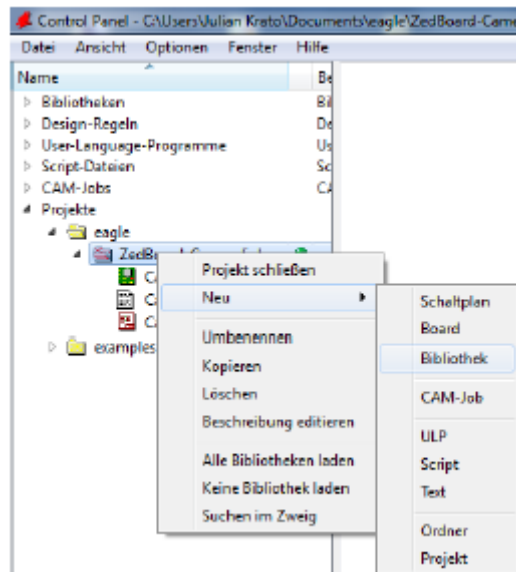 Control Panel - C:\Users\Julian Krato\Documents\eagle\ZedBoard-Came
Datei Ansicht Optionen Fenster Hilfe
Name Be
Bibliotheken Bi
Design-Regeln De
User-Language-Programme Us
Script-Dateien Sc
CAM-Jobs CA
Projekte
eagle
Ca
Ca
Ca
examples
Projekt schließen
Neu
Umbenennen
Kopieren
Löschen
Beschreibung editieren
Alle Bibliotheken laden
Keine Bibliothek laden
Suchen im Zweig
Schaltplan
Board
Bibliothek
CAM-Job
ULP
Script
Text
Ordner
Projekt